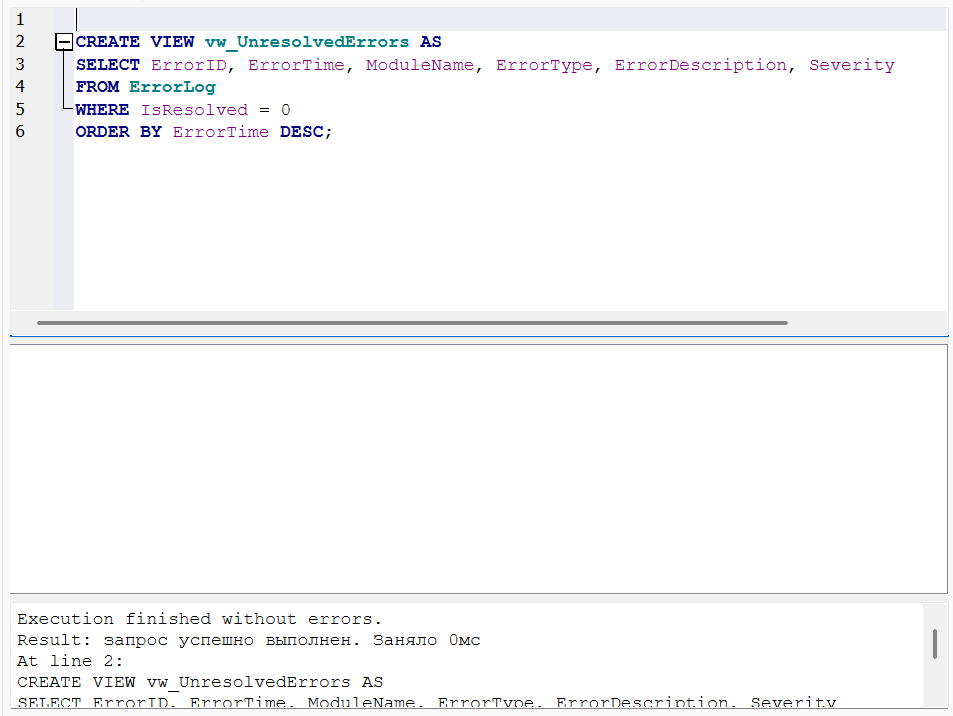 1
2 CREATE VIEW vw_UnresolvedErrors AS
3 SELECT ErrorID, ErrorTime, ModuleName, ErrorType, ErrorDescription, Severity
4 FROM ErrorLog
5 WHERE IsResolved = 0
6 ORDER BY ErrorTime DESC;
Execution finished without errors.
Result: запрос успешно выполнен. Заняло 0мс
At line 2:
CREATE VIEW vw_UnresolvedErrors AS
SELECT ErrorID, ErrorTime, ModuleName, ErrorType, ErrorDescription, Severity